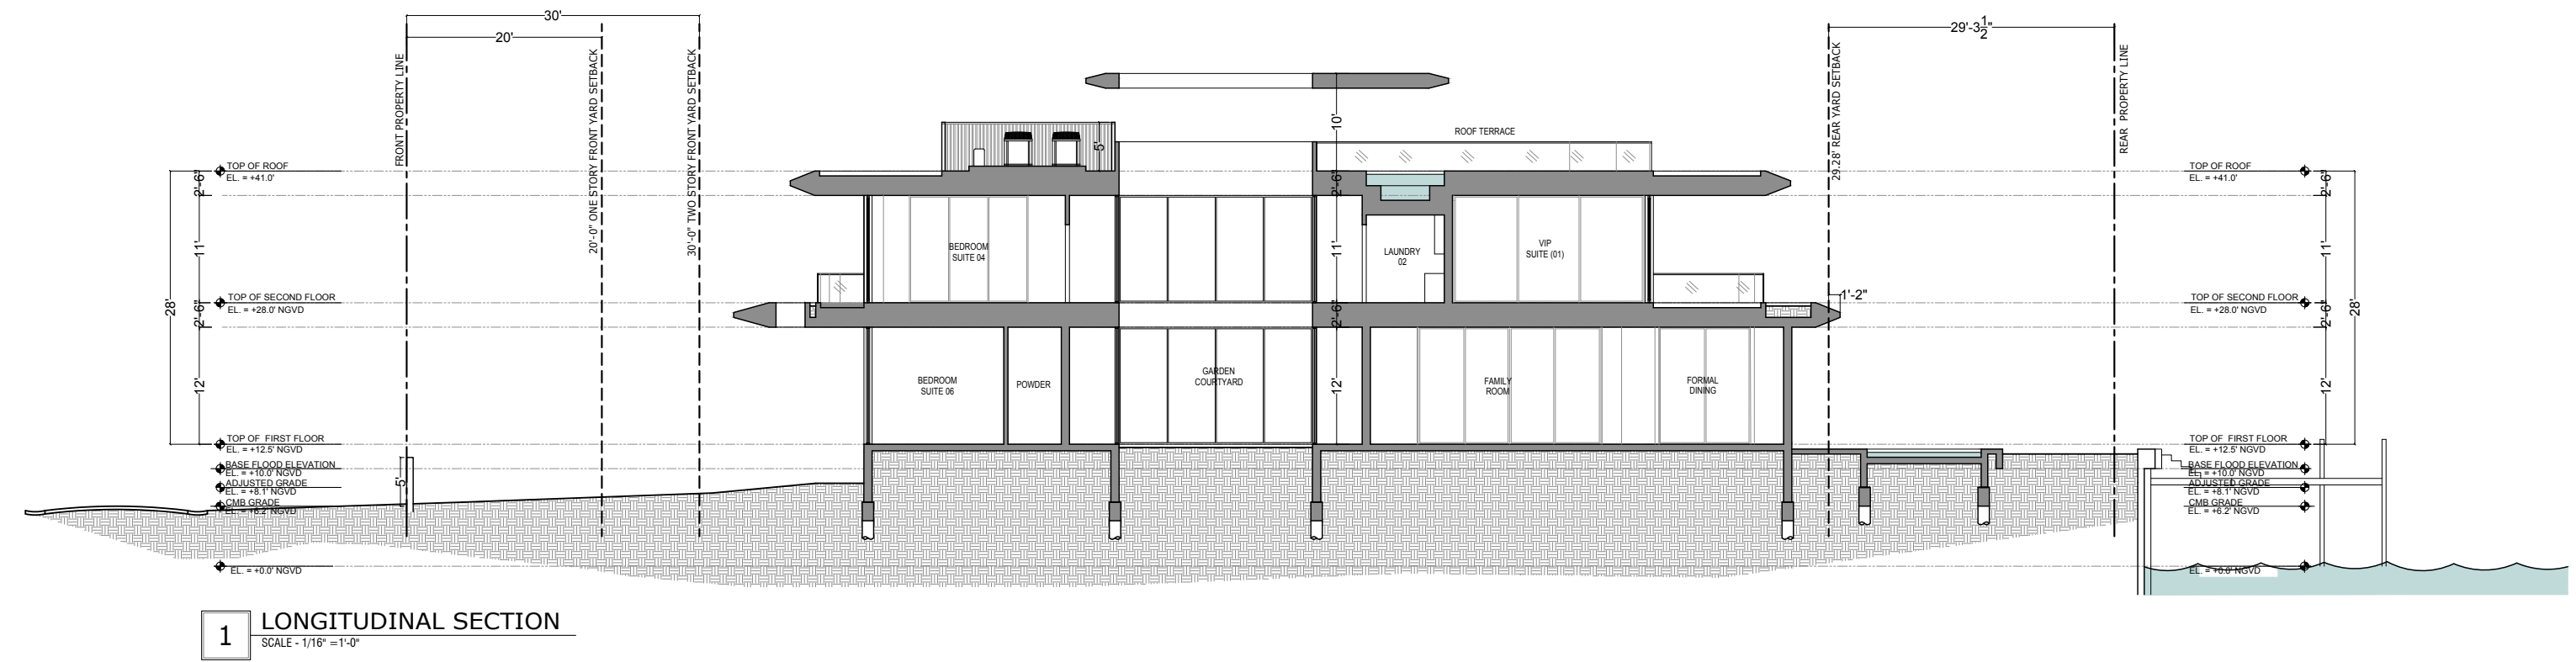 30'
20'
FRONT PROPERTY LINE
20'-0" ONE STORY FRONT YARD SETBACK
30'-0" TWO STORY FRONT YARD SETBACK
29'-3 1/2"
29.28' REAR YARD SETBACK
REAR PROPERTY LINE
TOP OF ROOF
EL. = +41.0'
2'-6"
11'
TOP OF SECOND FLOOR
EL. = +28.0' NGVD
28'
2'-6"
12'
TOP OF FIRST FLOOR
EL. = +12.5' NGVD
BASE FLOOD ELEVATION
EL. = +10.0' NGVD
ADJUSTED GRADE
EL. = +8.1' NGVD
CMB GRADE
EL. = +6.2' NGVD
EL. = +0.0' NGVD
5'
5'
10'
ROOF TERRACE
2'-6"
11'
BEDROOM
SUITE 04
LAUNDRY
02
VIP
SUITE (01)
2'-6"
1'-2"
12'
BEDROOM
SUITE 06
POWDER
GARDEN
COURTYARD
FAMILY
ROOM
FORMAL
DINING
TOP OF ROOF
EL. = +41.0'
2'-6"
11'
TOP OF SECOND FLOOR
EL. = +28.0' NGVD
2'-6"
28'
12'
TOP OF FIRST FLOOR
EL. = +12.5' NGVD
BASE FLOOD ELEVATION
EL. = +10.0' NGVD
ADJUSTED GRADE
EL. = +8.1' NGVD
CMB GRADE
EL. = +6.2' NGVD
EL. = +0.0' NGVD
1
LONGITUDINAL SECTION
SCALE - 1/16" =1'-0"